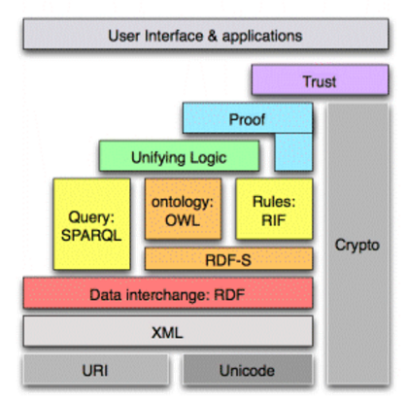 User Interface & applications
Trust
Proof
Unifying Logic
Query:
SPARQL
ontology:
OWL
Rules:
RIF
Crypto
RDF-S
Data interchange: RDF
XML
URI
Unicode